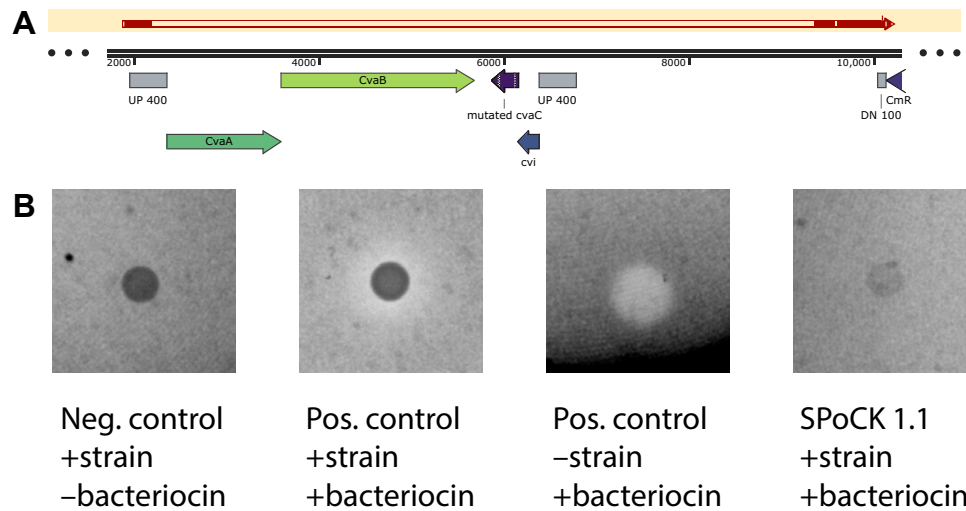 A
2000 4000 6000 8000 10,000
CvaB
UP 400 mutated cvaC UP 400 CmR
DN 100
CvaA cvi
B
Neg. control Pos. control Pos. control SPoCK 1.1
+strain +strain –strain +strain
–bacteriocin +bacteriocin +bacteriocin +bacteriocin